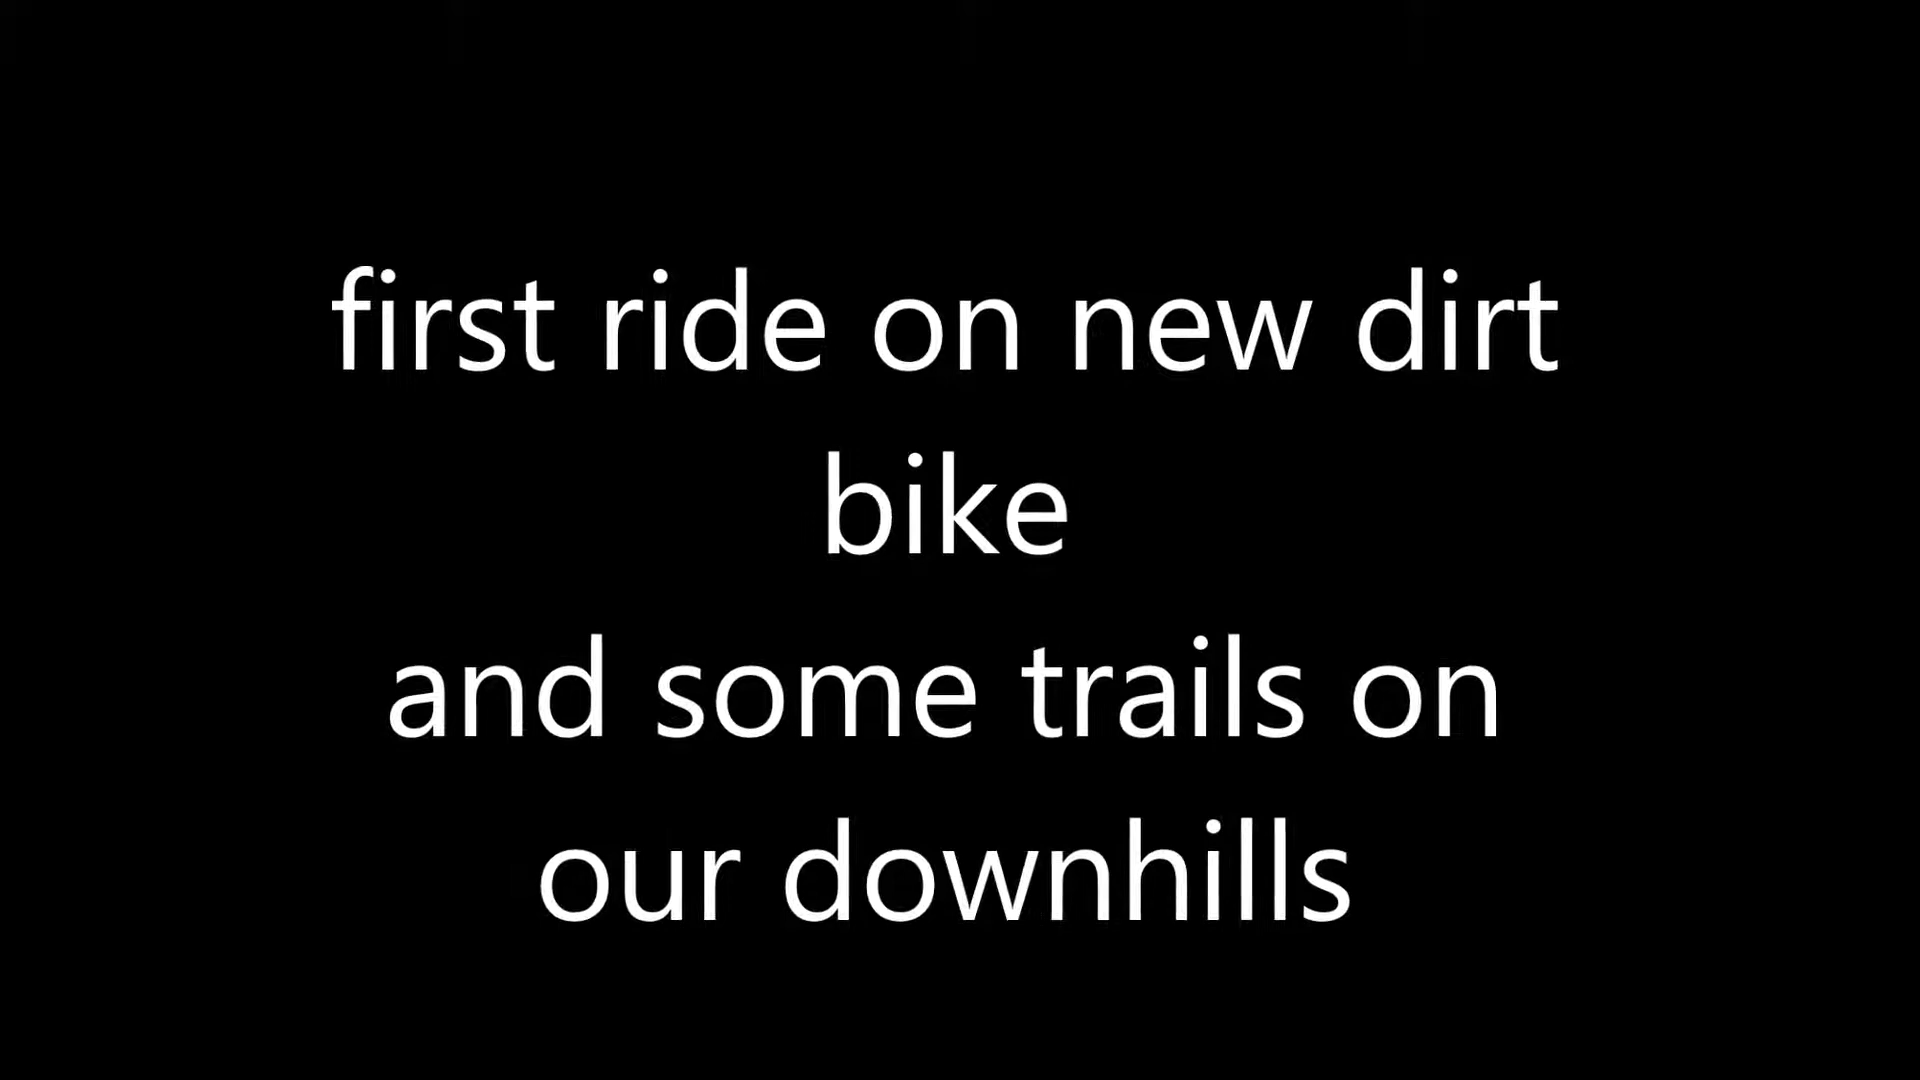 first ride on new dirt
bike
and some trails on
our downhills